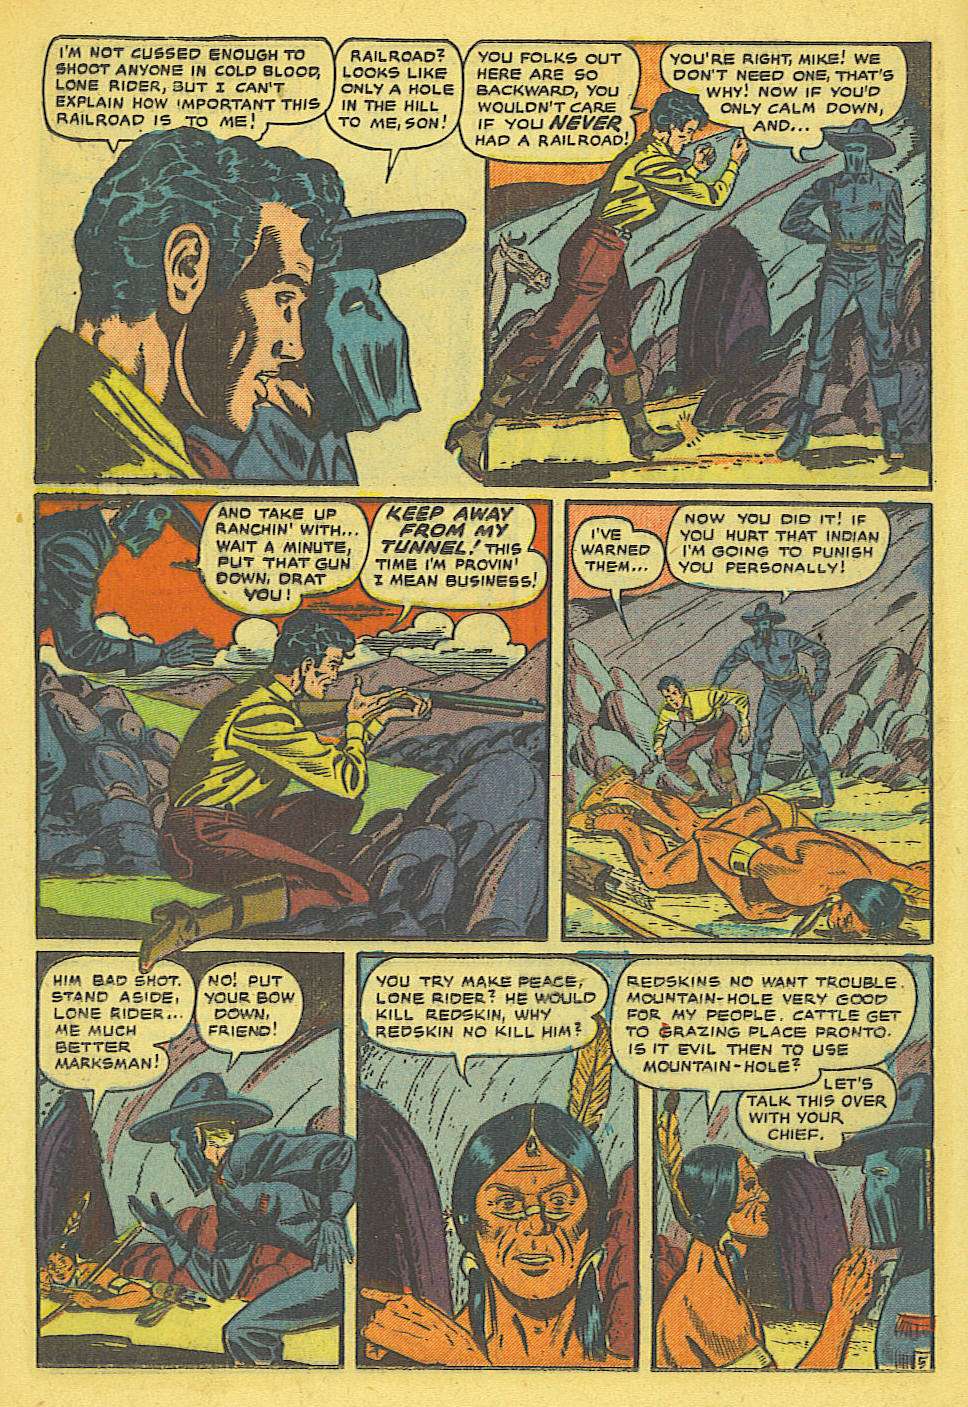 I'M NOT CUSSED ENOUGH TO
SHOOT ANYONE IN COLD BLOOD,
LONE RIDER, BUT I CAN'T
EXPLAIN HOW IMPORTANT THIS
RAILROAD IS TO ME!
RAILROAD?
LOOKS LIKE
ONLY A HOLE
IN THE HILL
TO ME, SON!
YOU FOLKS OUT
HERE ARE SO
BACKWARD, YOU
WOULDN'T CARE
IF YOU NEVER
HAD A RAILROAD!
YOU'RE RIGHT, MIKE! WE
DON'T NEED ONE, THAT'S
WHY! NOW IF YOU'D
ONLY CALM DOWN,
AND...
AND TAKE UP
RANCHIN' WITH...
WAIT A MINUTE,
PUT THAT GUN
DOWN, DRAT
YOU!
KEEP AWAY
FROM MY
TUNNEL! THIS
TIME I'M PROVIN'
I MEAN BUSINESS!
I'VE
WARNED
THEM...
NOW YOU DID IT! IF
YOU HURT THAT INDIAN
I'M GOING TO PUNISH
YOU PERSONALLY!
HIM BAD SHOT.
STAND ASIDE,
LONE RIDER...
ME MUCH
BETTER
MARKSMAN!
NO! PUT
YOUR BOW
DOWN,
FRIEND!
YOU TRY MAKE PEACE,
LONE RIDER? HE WOULD
KILL REDSKIN, WHY
REDSKIN NO KILL HIM?
REDSKINS NO WANT TROUBLE.
MOUNTAIN-HOLE VERY GOOD
FOR MY PEOPLE. CATTLE GET
TO GRAZING PLACE PRONTO.
IS IT EVIL THEN TO USE
MOUNTAIN-HOLE?
LET'S
TALK THIS OVER
WITH YOUR
CHIEF.
5